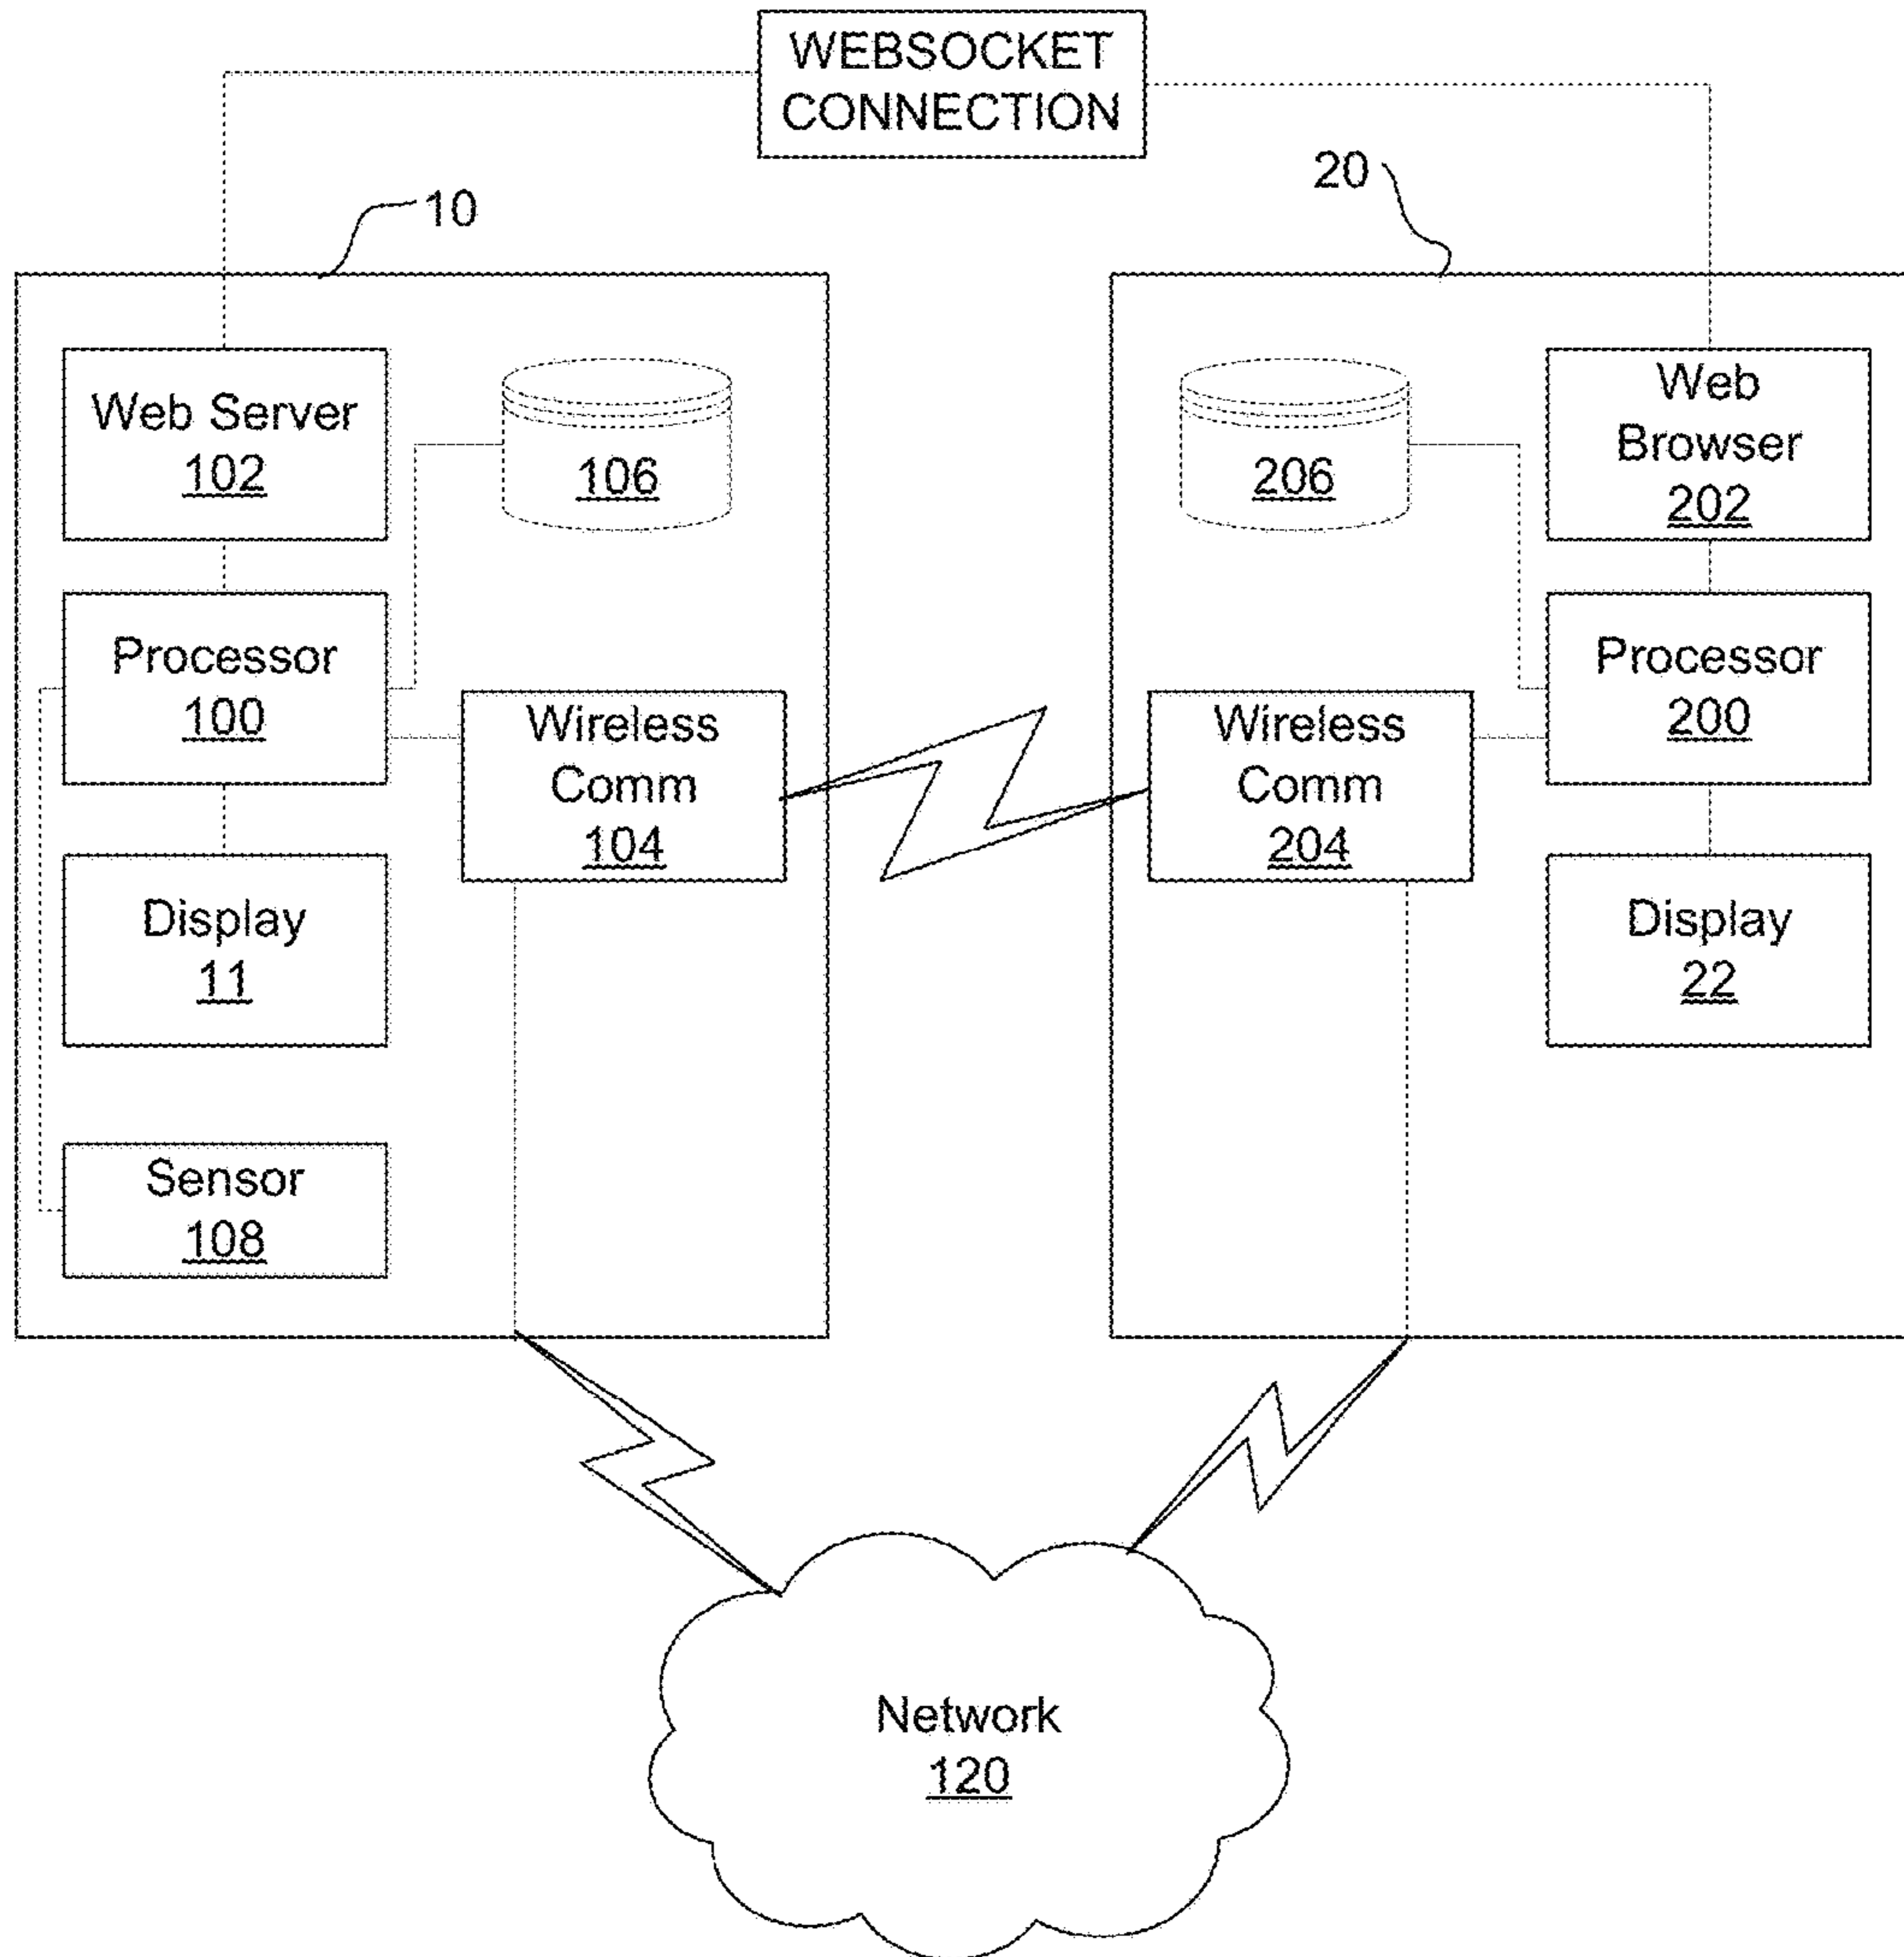 WEBSOCKET
CONNECTION
10
20
Web Server
102
106
Processor
100
Wireless
Comm
104
Display
11
Sensor
108
206
Web
Browser
202
Processor
200
Wireless
Comm
204
Display
22
Network
120